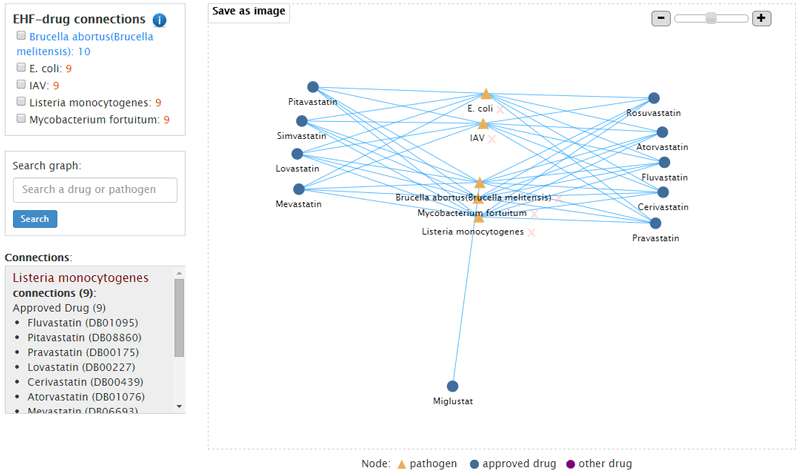 EHF-drug connections i
Brucella abortus(Brucella
melitensis): 10
E. coli: 9
IAV: 9
Listeria monocytogenes: 9
Mycobacterium fortuitum: 9
Search graph:
Search a drug or pathogen
Search
Connections:
Listeria monocytogenes
connections (9):
Approved Drug (9)
Fluvastatin (DB01095)
Pitavastatin (DB08860)
Pravastatin (DB00175)
Lovastatin (DB00227)
Cerivastatin (DB00439)
Atorvastatin (DB01076)
Mevastatin (DB06693)
Save as image
Pitavastatin
Simvastatin
Lovastatin
Mevastatin
E. coli X
IAV X
Brucella abortus(Brucella melitensis) X
Mycobacterium fortuitum X
Listeria monocytogenes X
Rosuvastatin
Atorvastatin
Fluvastatin
Cerivastatin
Pravastatin
Miglustat
Node: pathogen approved drug other drug